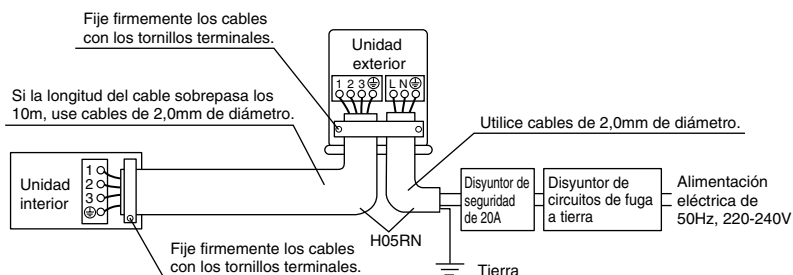 Fije firmemente los cables
con los tornillos terminales.
Unidad
exterior
1 2 3
L N
Si la longitud del cable sobrepasa los
10m, use cables de 2,0mm de diámetro.
Utilice cables de 2,0mm de diámetro.
Unidad
interior
1
2
3
Disyuntor de
seguridad
de 20A
Disyuntor de
circuitos de fuga
a tierra
Alimentación
eléctrica de
50Hz, 220-240V
H05RN
Fije firmemente los cables
con los tornillos terminales.
Tierra